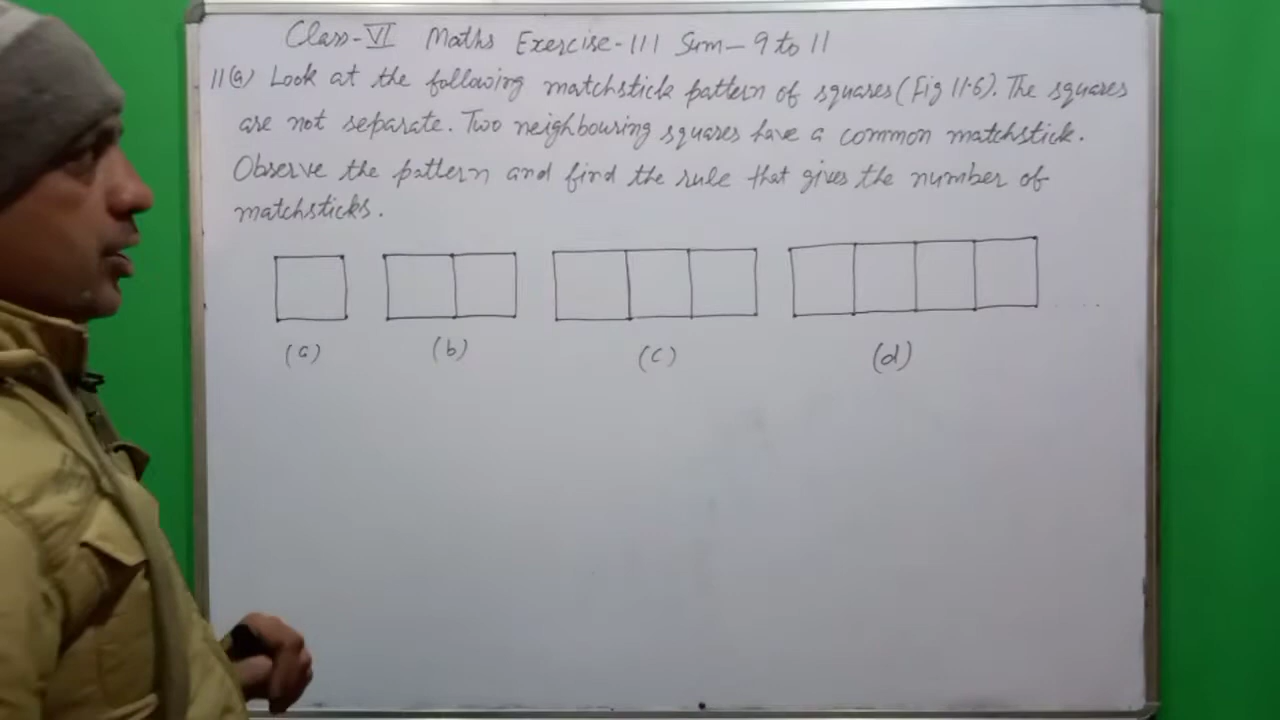 Class-VI Maths Exercise-111 Sum-9 to 11
11(a) Look at the following matchstick pattern of squares (Fig 11.6). The squares
are not separate. Two neighbouring squares have a common matchstick.
Observe the pattern and find the rule that gives the number of
matchsticks.
(a) (b) (c) (d)